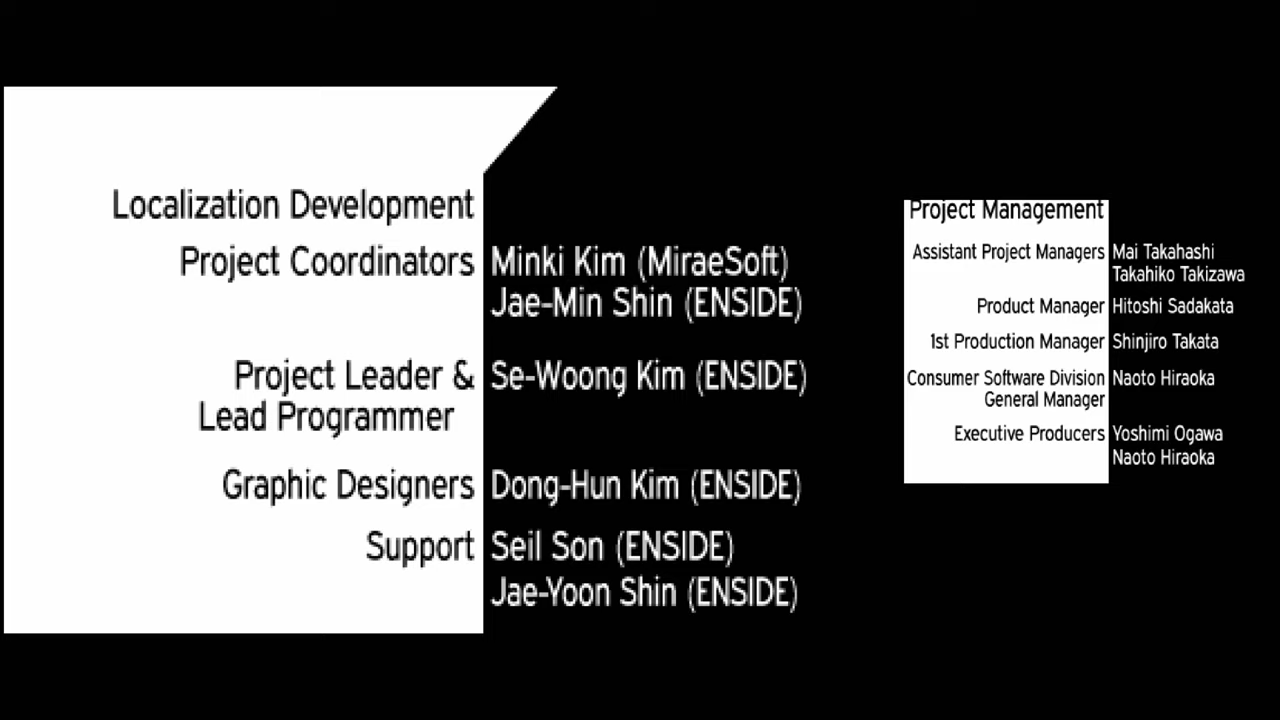 Localization Development
Project Coordinators Minki Kim (MiraeSoft)
Jae-Min Shin (ENSIDE)
Project Leader & Se-Woong Kim (ENSIDE)
Lead Programmer
Graphic Designers Dong-Hun Kim (ENSIDE)
Support Seil Son (ENSIDE)
Jae-Yoon Shin (ENSIDE)
Project Management
Assistant Project Managers Mai Takahashi
Takahiko Takizawa
Product Manager Hitoshi Sadakata
1st Production Manager Shinjiro Takata
Consumer Software Division Naoto Hiraoka
General Manager
Executive Producers Yoshimi Ogawa
Naoto Hiraoka